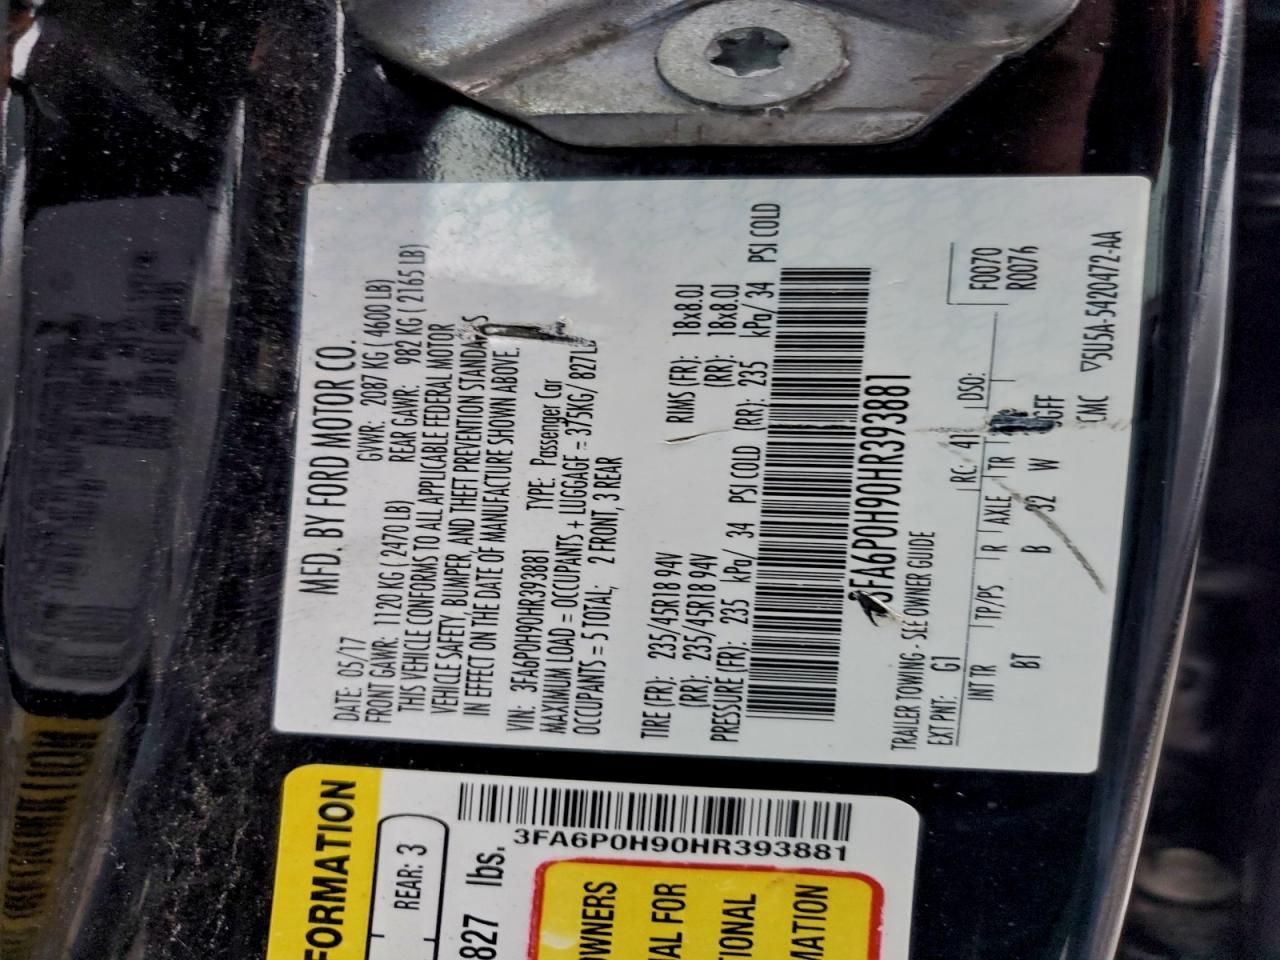 MFD. BY FORD MOTOR CO.
DATE: 05/17 GVWR: 2087 KG ( 4600 LB)
FRONT GAWR: 1120 KG ( 2470 LB) REAR GAWR: 982 KG ( 2165 LB)
THIS VEHICLE CONFORMS TO ALL APPLICABLE FEDERAL MOTOR
VEHICLE SAFETY, BUMPER, AND THEFT PREVENTION STANDARDS
IN EFFECT ON THE DATE OF MANUFACTURE SHOWN ABOVE.
VIN: 3FA6P0H90HR393881 TYPE: Passenger Car
MAXIMUM LOAD = OCCUPANTS + LUGGAGE = 375KG/ 827LB
OCCUPANTS = 5 TOTAL; 2 FRONT, 3 REAR
TIRE (FR): 235/45R18 94V RIMS (FR): 18x8.0J
(RR): 235/45R18 94V (RR): 18x8.0J
PRESSURE (FR): 235 kPa/ 34 PSI COLD (RR): 235 kPa/ 34 PSI COLD
3FA6P0H90HR393881
TRAILER TOWING - SEE OWNER GUIDE
EXT PNT: G1 RC: 41 DSO: F0070
R0076
INT TR TP/PS R AXLE TR
BT B 32 W GFF
CMC V5U5A-5420472-AA
FORMATION
REAR: 3
827 lbs.
3FA6P0H90HR393881
OWNERS
FOR